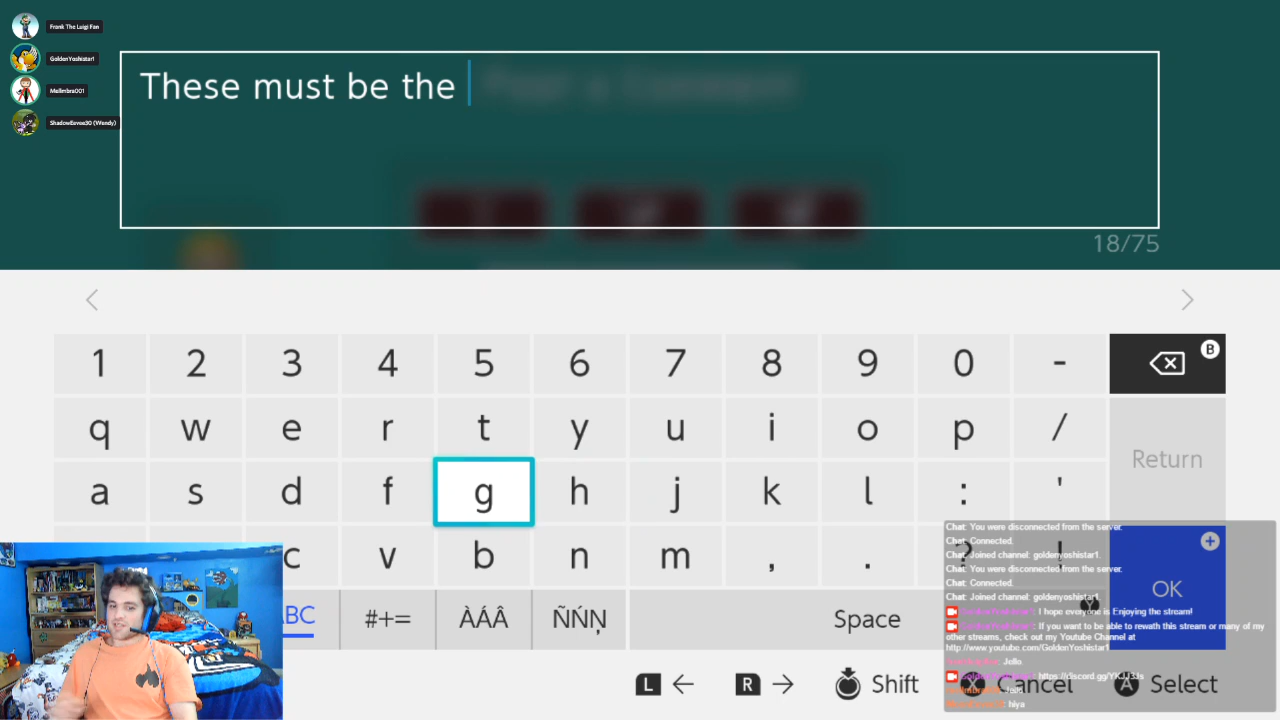 Frank The Luigi Fan
GoldenYoshistar1
Mellmbra001
ShadowEevee30 (Wendy)
These must be the
18/75
1 2 3 4 5 6 7 8 9 0 - B
q w e r t y u i o p / Return
a s d f g h j k l : '
c v b n m , . ? !
ABC #+= ÀÁÂ ÑŃŅ Space OK
L ← R → Shift X Cancel A Select
Chat: You were disconnected from the server.
Chat: Connected.
Chat: Joined channel: goldenyoshistar1.
Chat: You were disconnected from the server.
Chat: Connected.
Chat: Joined channel: goldenyoshistar1.
I hope everyone is Enjoying the stream!
If you want to be able to rewath this stream or many of my
other streams, check out my Youtube Channel at
http://www.youtube.com/GoldenYoshistar1
Jello
hiya